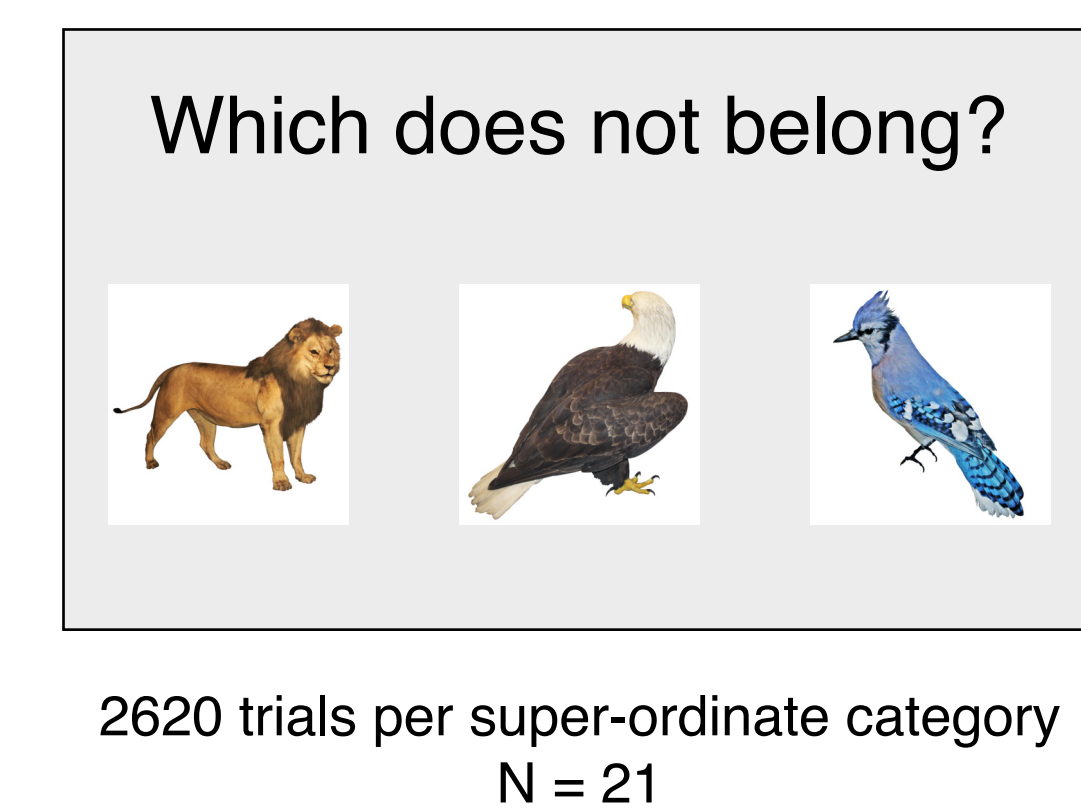 Which does not belong?
2620 trials per super-ordinate category
N = 21